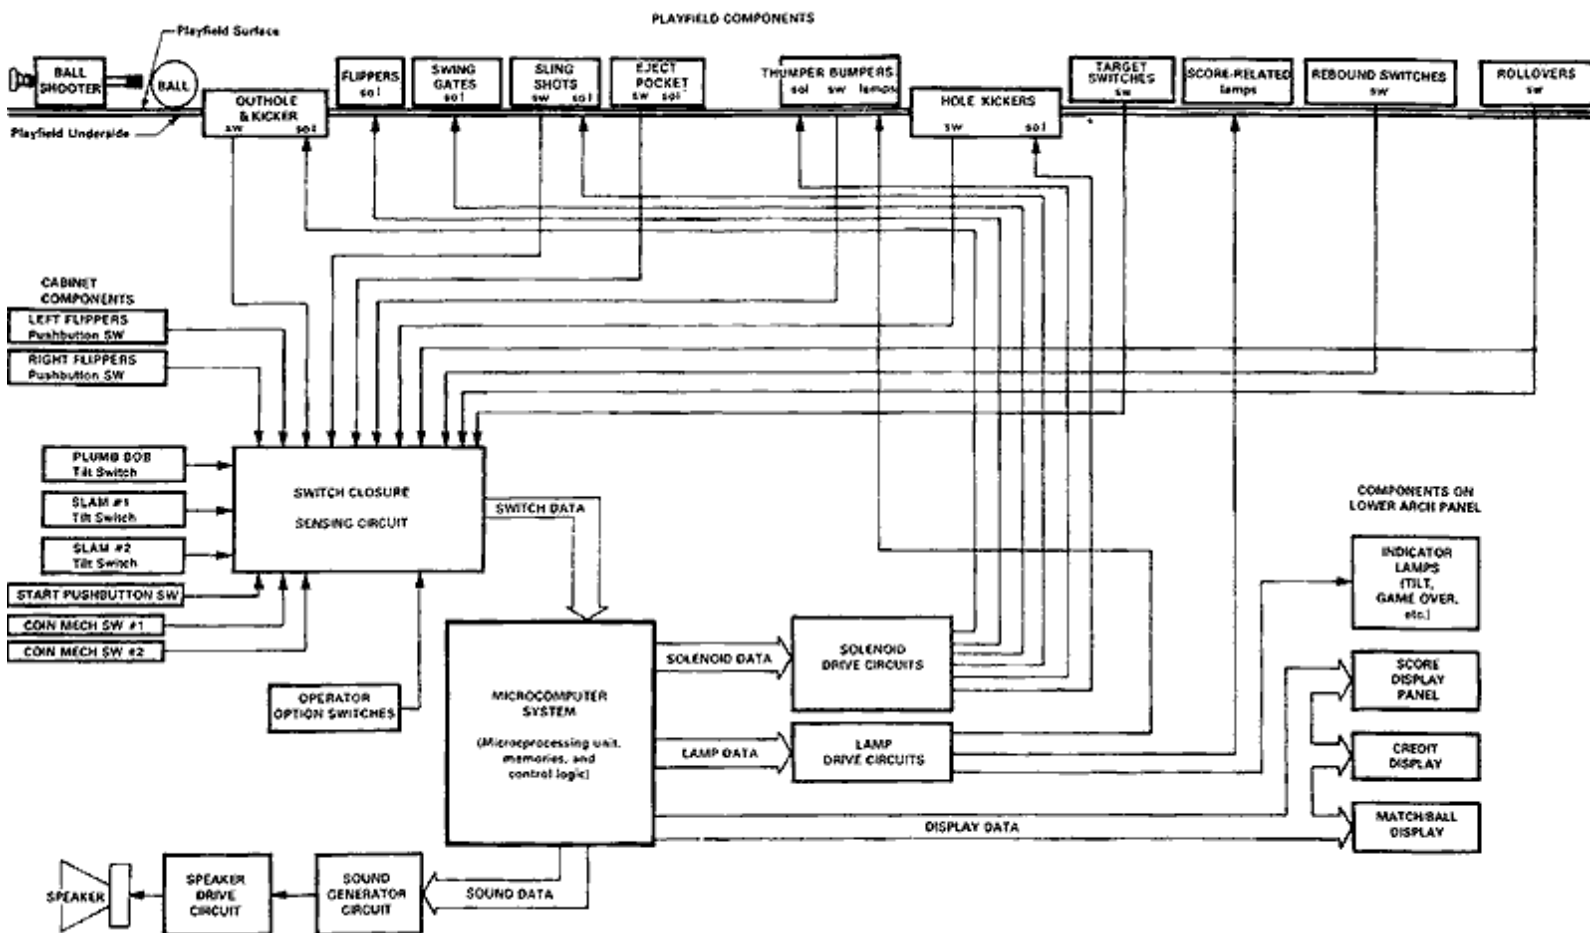 PLAYFIELD COMPONENTS
Playfield Surface
BALL
SHOOTER
BALL
Playfield Underside
OUTHOLE
& KICKER
sw sol
FLIPPERS
sol
SWING
GATES
sol
SLING
SHOTS
sw sol
EJECT
POCKET
sw sol
THUMPER BUMPERS
sol sw lamps
HOLE KICKERS
sw sol
TARGET
SWITCHES
sw
SCORE-RELATED
lamps
REBOUND SWITCHES
sw
ROLLOVERS
sw
CABINET
COMPONENTS
LEFT FLIPPERS
Pushbutton SW
RIGHT FLIPPERS
Pushbutton SW
PLUMB BOB
Tilt Switch
SLAM #1
Tilt Switch
SLAM #2
Tilt Switch
START PUSHBUTTON SW
COIN MECH SW #1
COIN MECH SW #2
SWITCH CLOSURE
SENSING CIRCUIT
SWITCH DATA
OPERATOR
OPTION SWITCHES
MICROCOMPUTER
SYSTEM
(Microprocessing unit,
memories, and
control logic)
SOLENOID DATA
SOLENOID
DRIVE CIRCUITS
LAMP DATA
LAMP
DRIVE CIRCUITS
DISPLAY DATA
COMPONENTS ON
LOWER ARCH PANEL
INDICATOR
LAMPS
(TILT,
GAME OVER,
etc.)
SCORE
DISPLAY
PANEL
CREDIT
DISPLAY
MATCH/BALL
DISPLAY
SPEAKER
SPEAKER
DRIVE
CIRCUIT
SOUND
GENERATOR
CIRCUIT
SOUND DATA